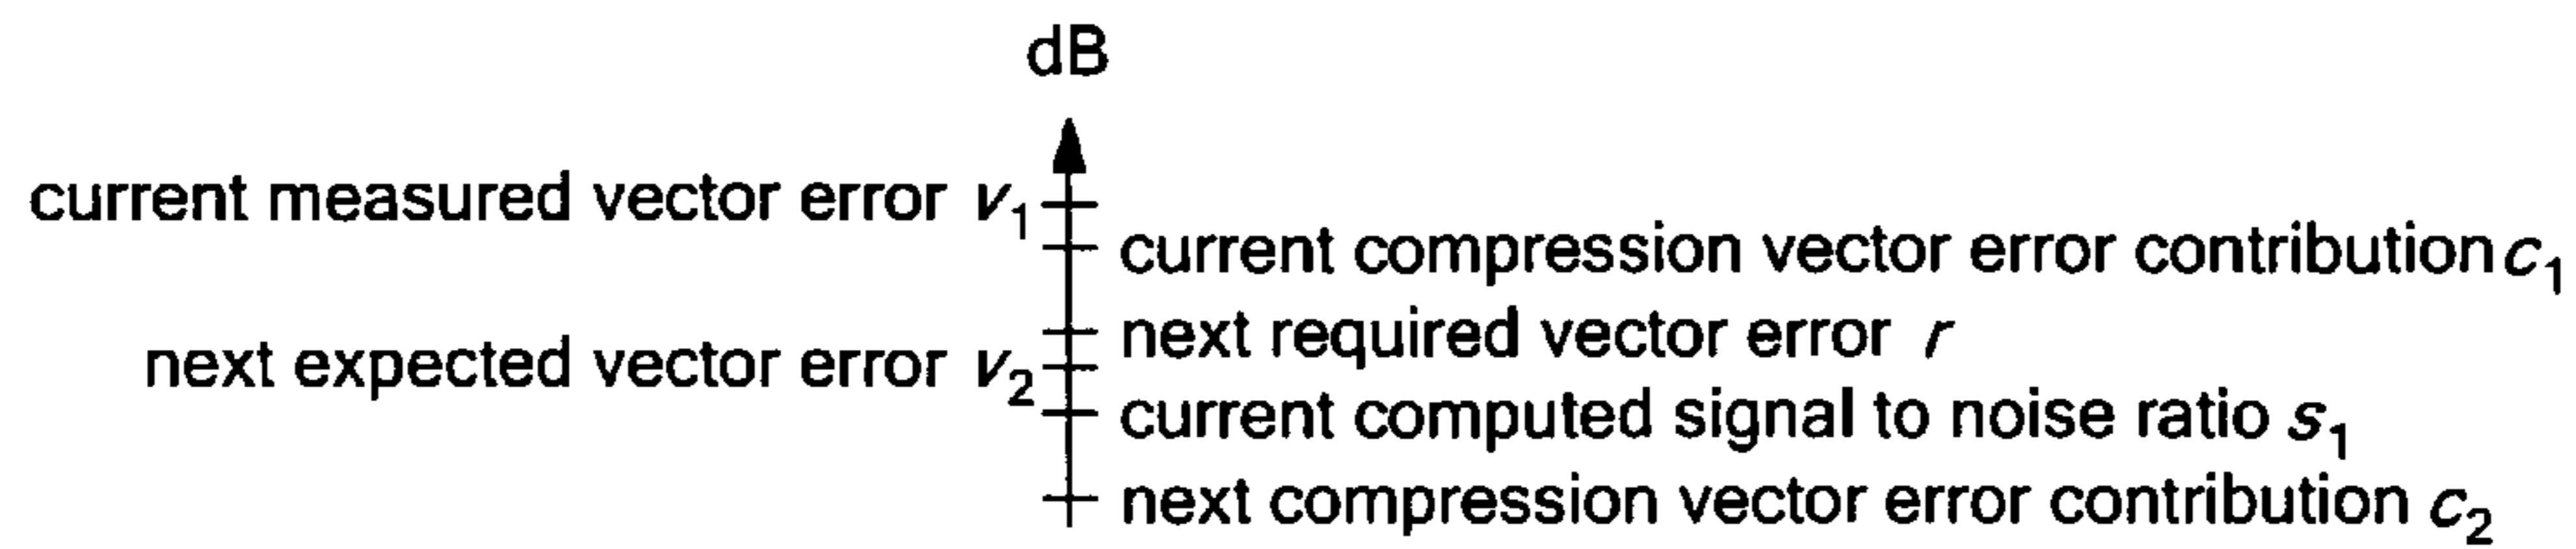 dB
current measured vector error v₁
current compression vector error contribution c₁
next required vector error r
next expected vector error v₂
current computed signal to noise ratio s₁
next compression vector error contribution c₂